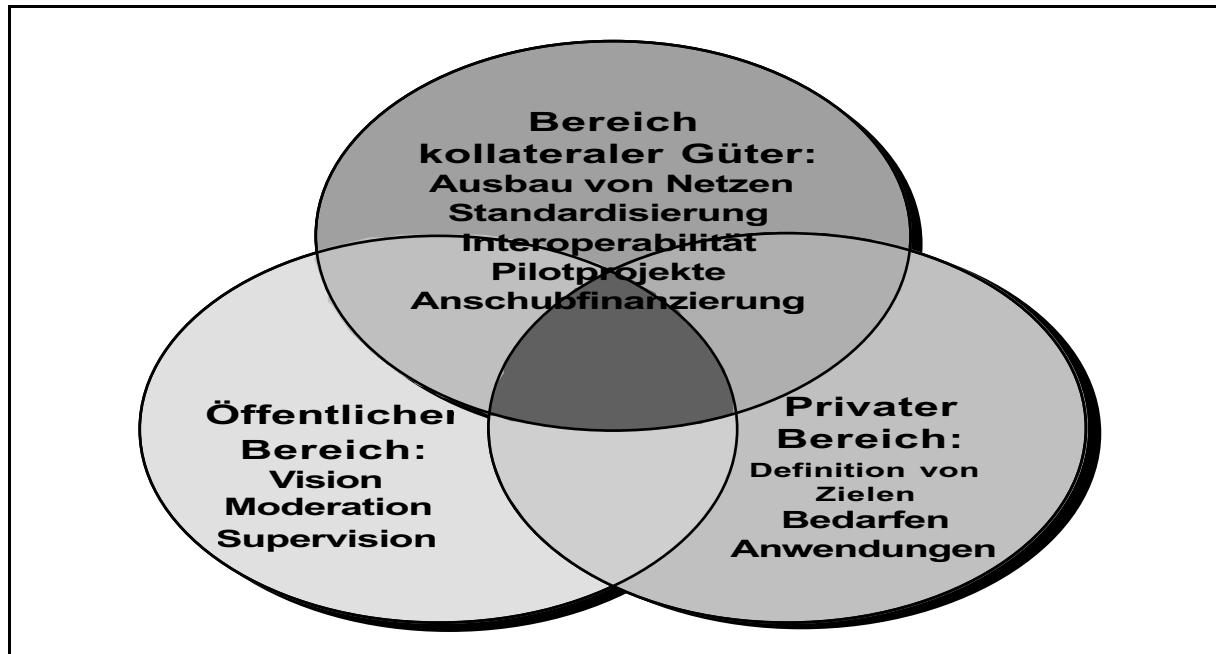 Bereich
kollateraler Güter:
Ausbau von Netzen
Standardisierung
Interoperabilität
Pilotprojekte
Anschubfinanzierung
Öffentlicher
Bereich:
Vision
Moderation
Supervision
Privater
Bereich:
Definition von
Zielen
Bedarfen
Anwendungen